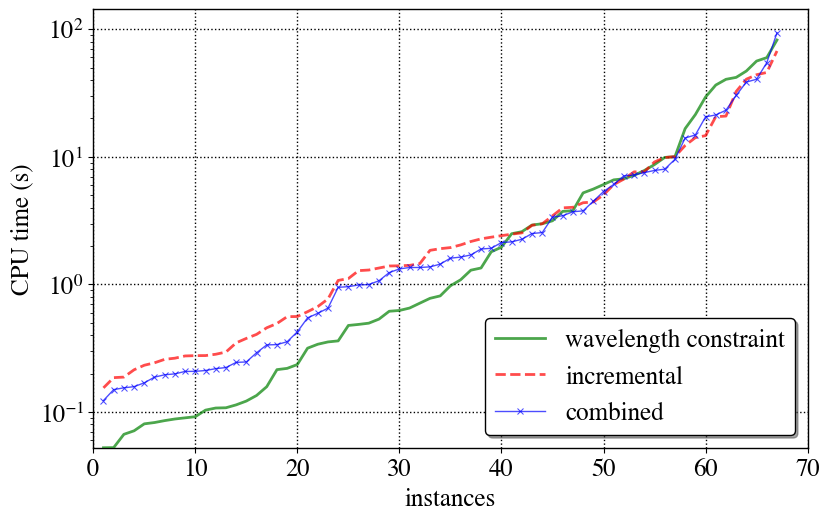 10²
10¹
10⁰
10⁻¹
CPU time (s)
0 10 20 30 40 50 60 70
instances
wavelength constraint
incremental
combined